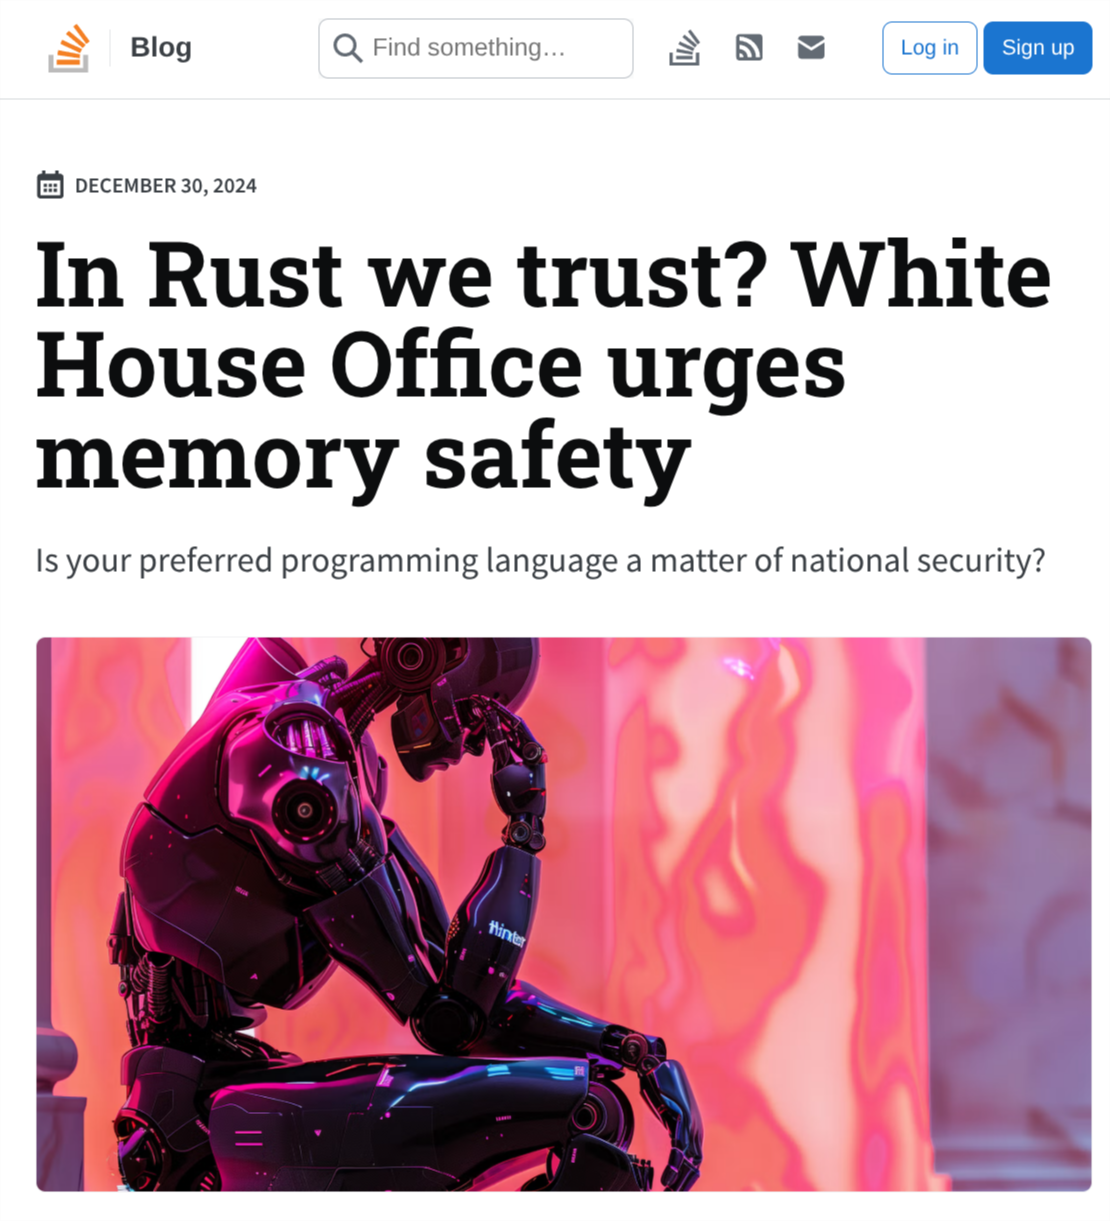 Blog
Find something...
Log in
Sign up
DECEMBER 30, 2024
In Rust we trust? White
House Office urges
memory safety
Is your preferred programming language a matter of national security?